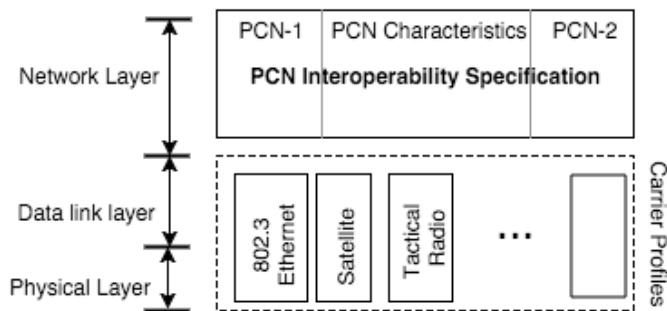 PCN-1
PCN Characteristics
PCN-2
Network Layer
PCN Interoperability Specification
Data link layer
Physical Layer
802.3
Ethernet
Satellite
Tactical
Radio
...
Carrier Profiles